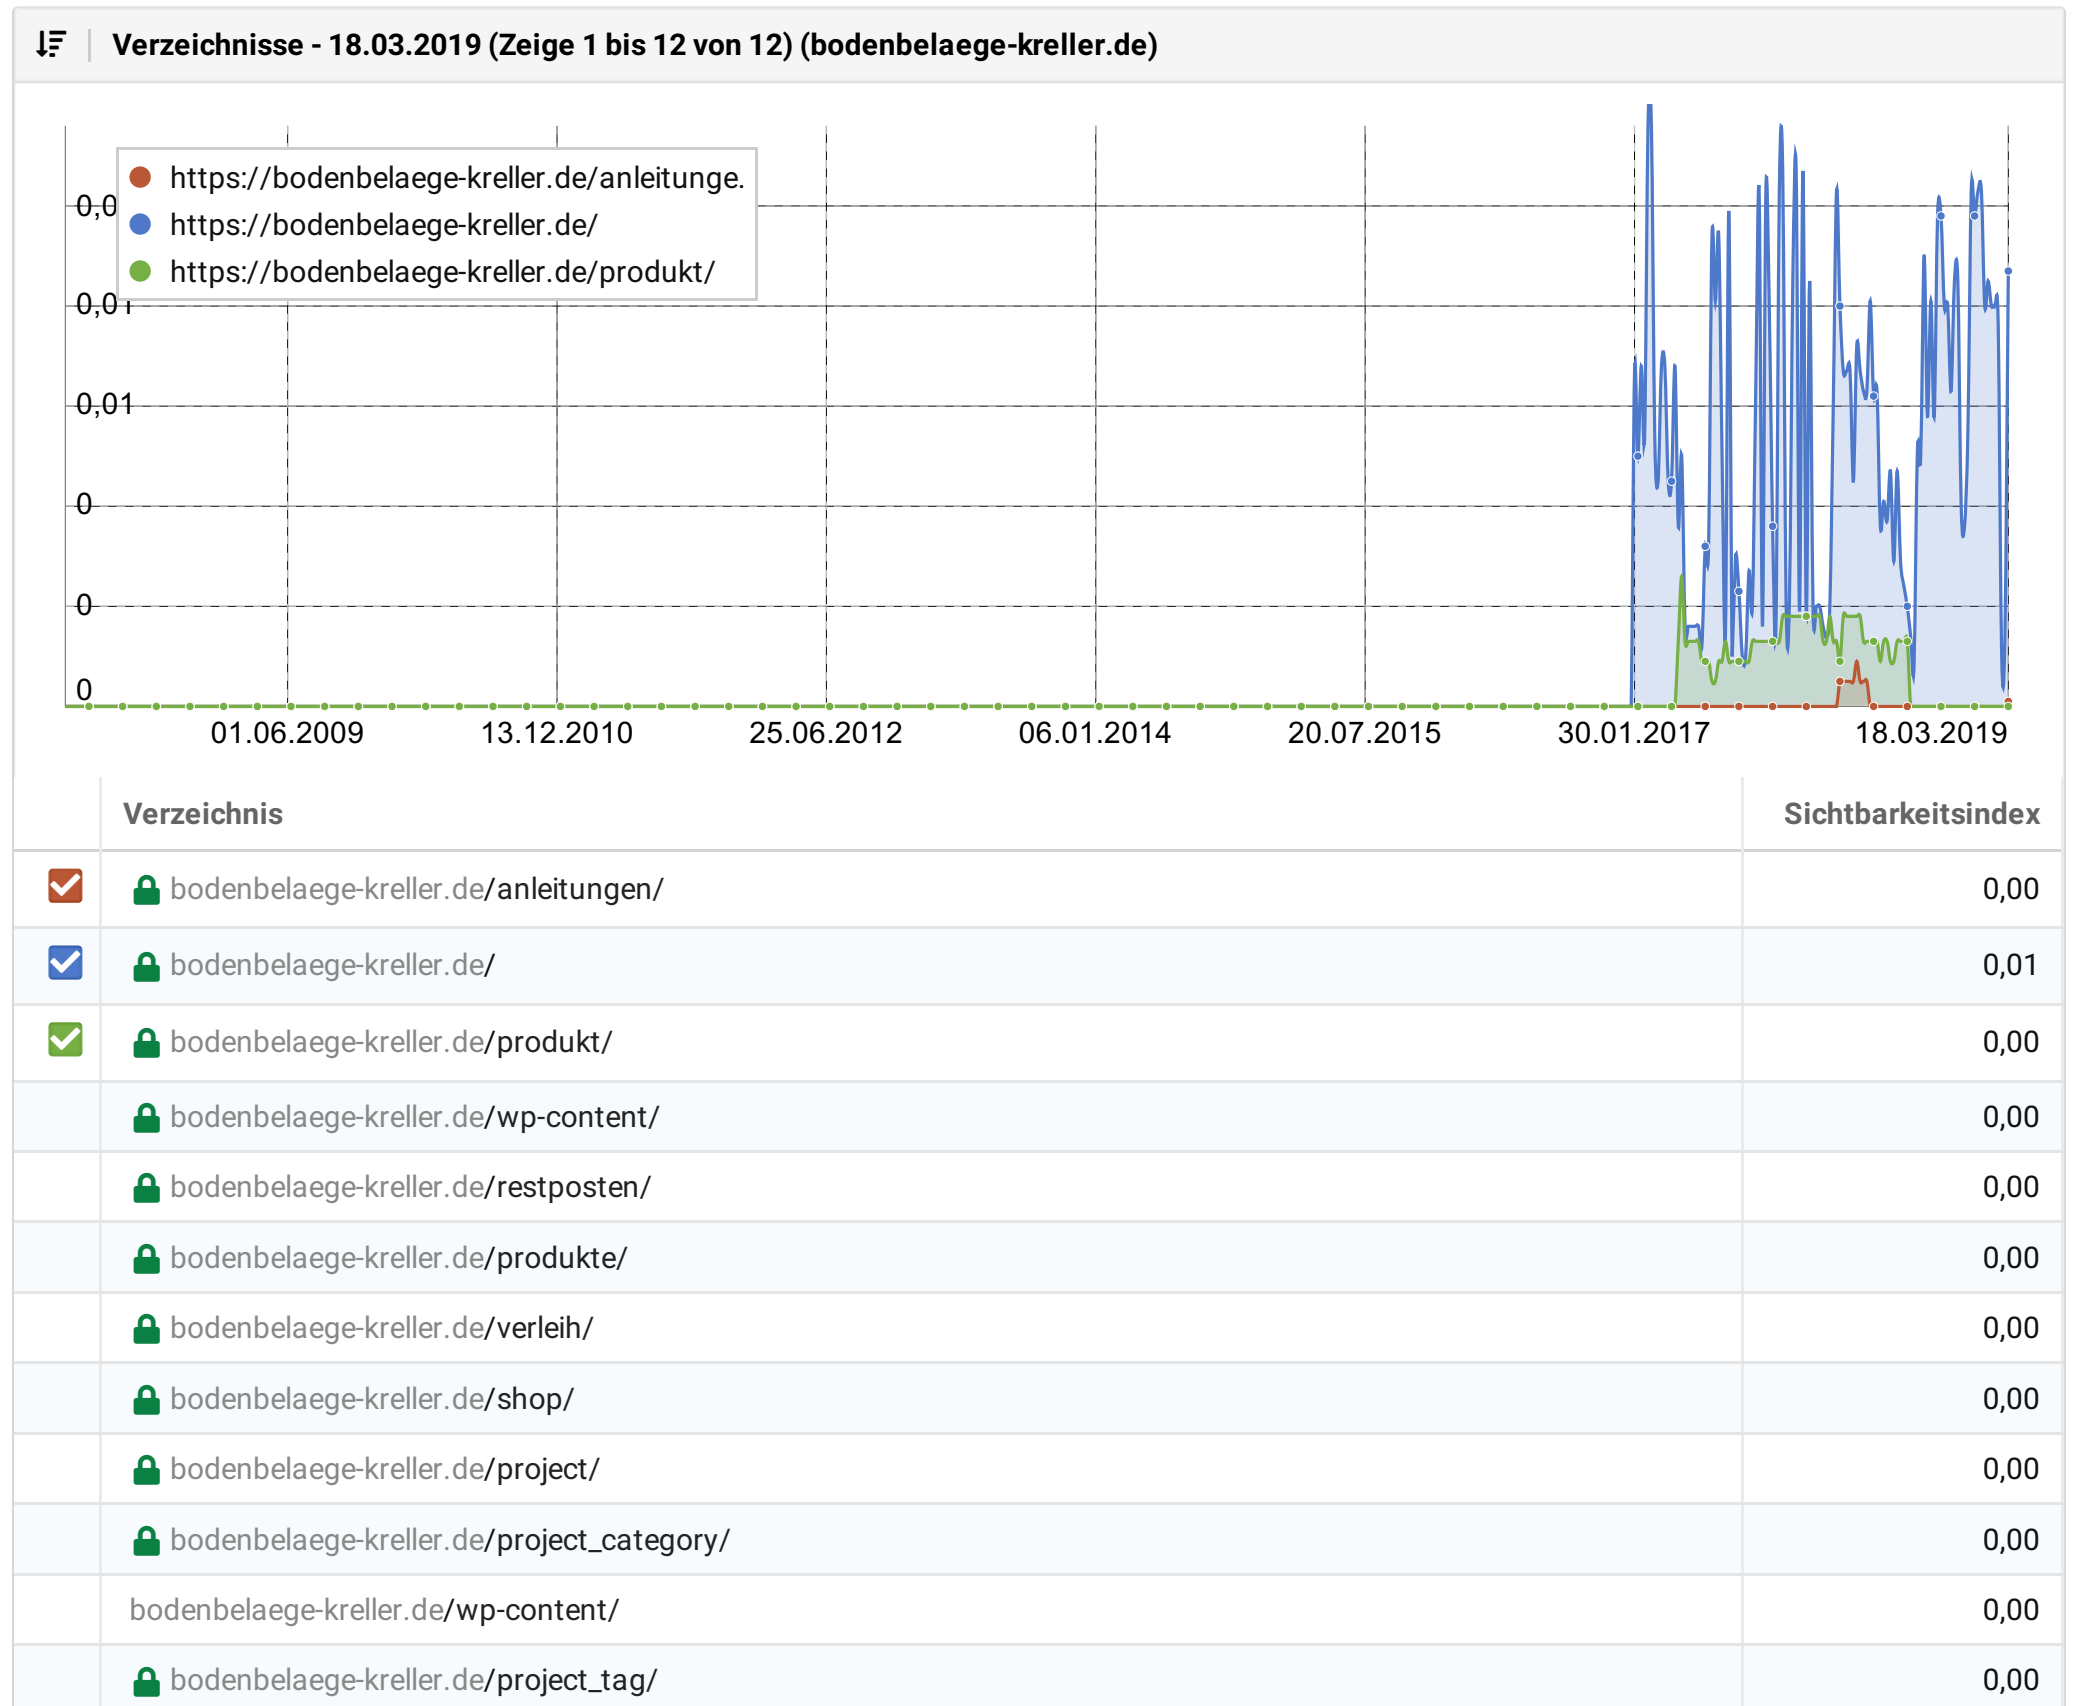 Verzeichnisse - 18.03.2019 (Zeige 1 bis 12 von 12) (bodenbelaege-kreller.de)
https://bodenbelaege-kreller.de/anleitunge.
https://bodenbelaege-kreller.de/
https://bodenbelaege-kreller.de/produkt/
0,01
0,01
0
0
0
01.06.2009 13.12.2010 25.06.2012 06.01.2014 20.07.2015 30.01.2017 18.03.2019
Verzeichnis Sichtbarkeitsindex
bodenbelaege-kreller.de/anleitungen/ 0,00
bodenbelaege-kreller.de/ 0,01
bodenbelaege-kreller.de/produkt/ 0,00
bodenbelaege-kreller.de/wp-content/ 0,00
bodenbelaege-kreller.de/restposten/ 0,00
bodenbelaege-kreller.de/produkte/ 0,00
bodenbelaege-kreller.de/verleih/ 0,00
bodenbelaege-kreller.de/shop/ 0,00
bodenbelaege-kreller.de/project/ 0,00
bodenbelaege-kreller.de/project_category/ 0,00
bodenbelaege-kreller.de/wp-content/ 0,00
bodenbelaege-kreller.de/project_tag/ 0,00